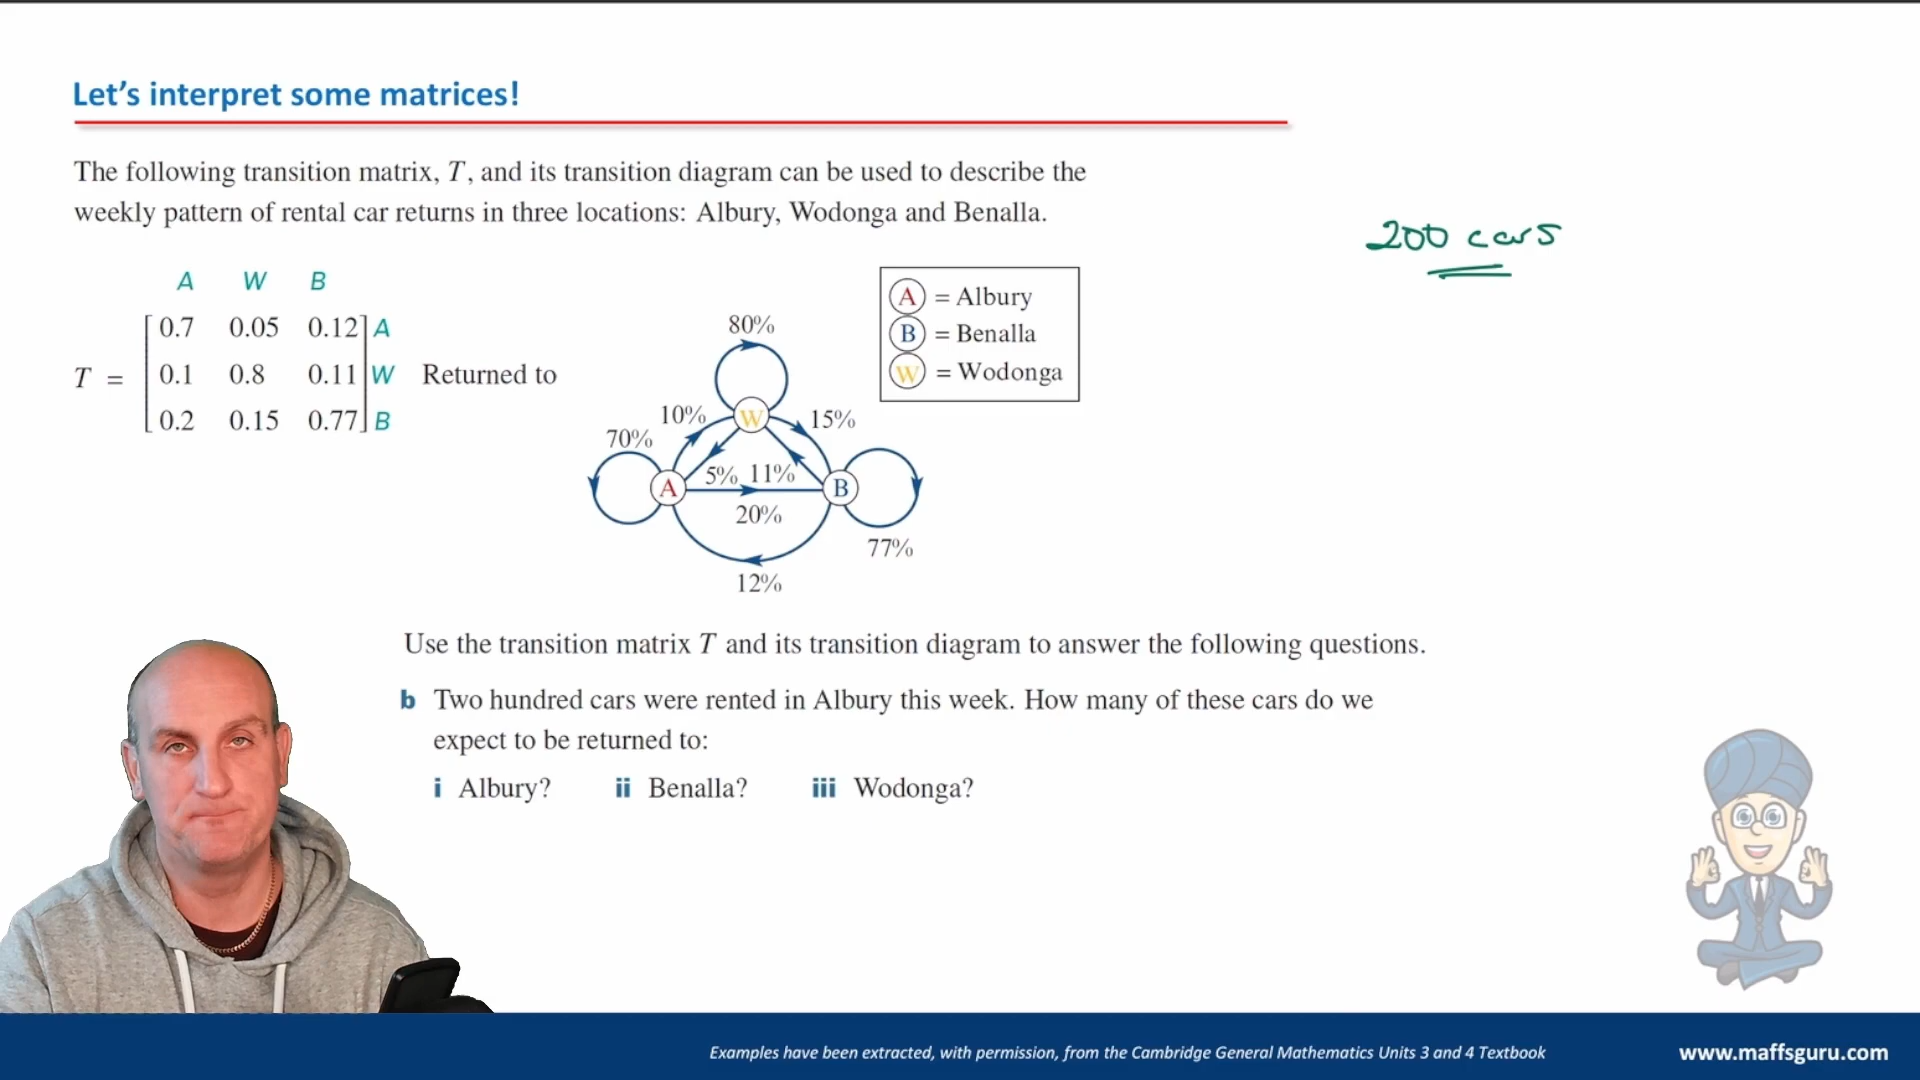 Let's interpret some matrices!
The following transition matrix, T, and its transition diagram can be used to describe the
weekly pattern of rental car returns in three locations: Albury, Wodonga and Benalla.
200 cars
A W B
0.7 0.05 0.12 A
T = 0.1 0.8 0.11 W Returned to
0.2 0.15 0.77 B
A = Albury
B = Benalla
W = Wodonga
80%
10% W 15%
70%
5% 11%
A B
20%
77%
12%
Use the transition matrix T and its transition diagram to answer the following questions.
b Two hundred cars were rented in Albury this week. How many of these cars do we
expect to be returned to:
i Albury? ii Benalla? iii Wodonga?
Examples have been extracted, with permission, from the Cambridge General Mathematics Units 3 and 4 Textbook
www.maffsguru.com